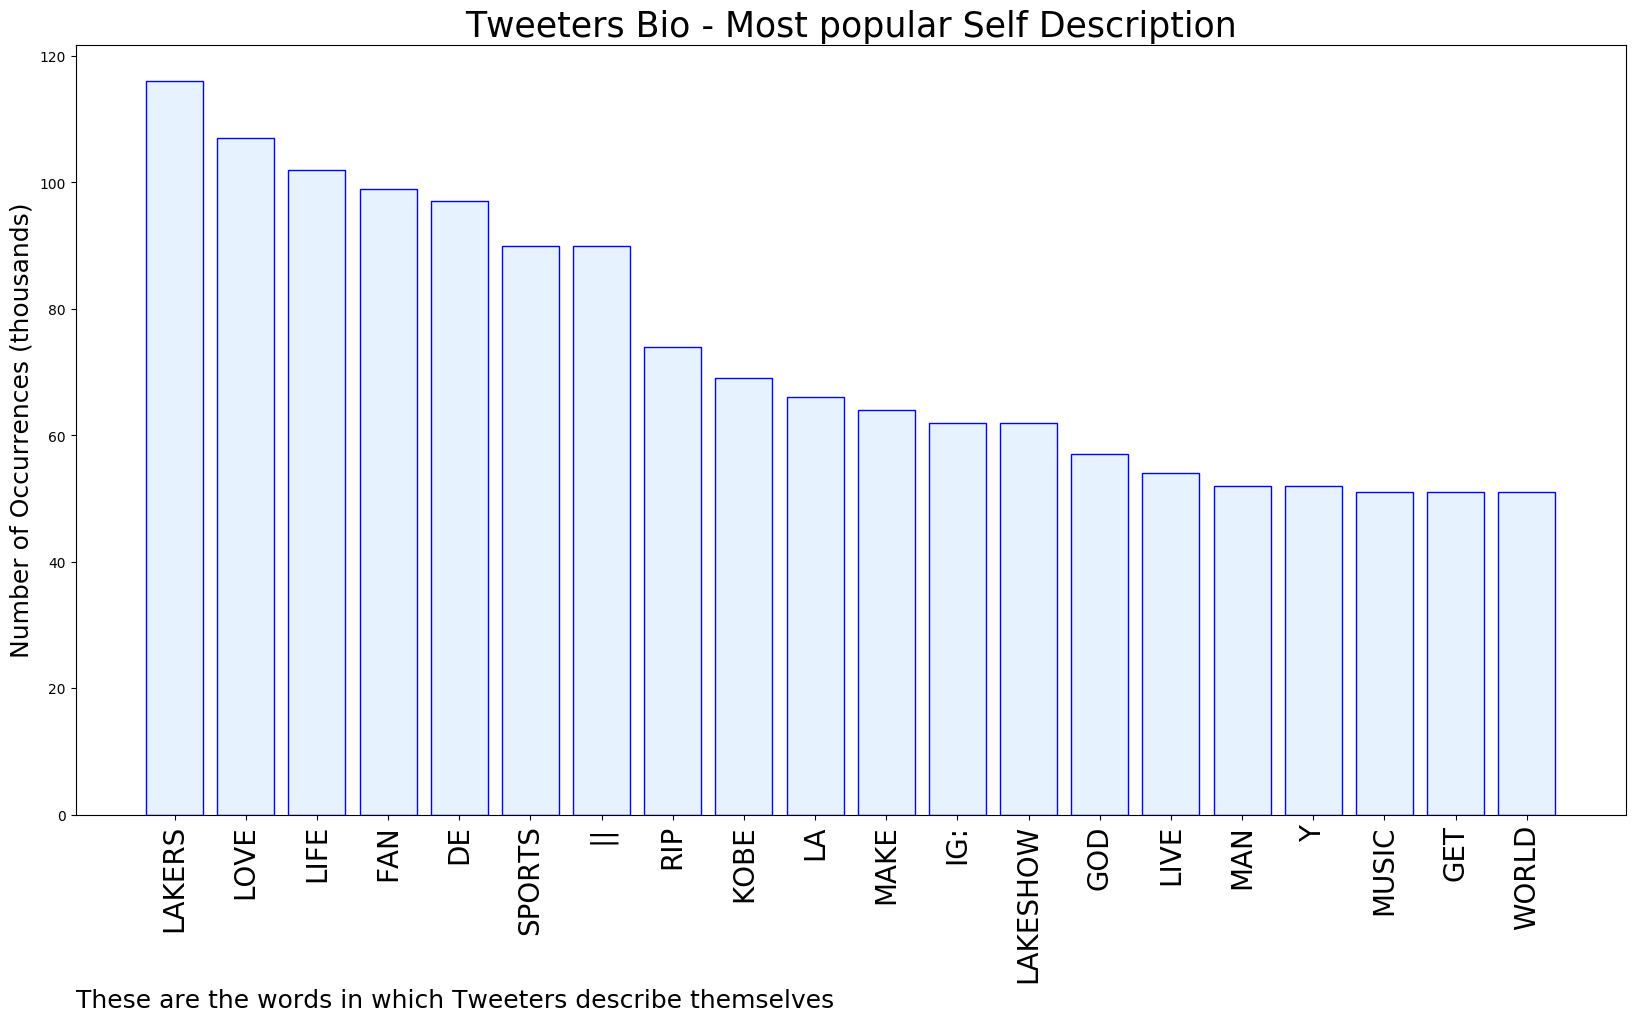 Tweeters Bio - Most popular Self Description
Number of Occurrences (thousands)
120
100
80
60
40
20
0
LAKERS
LOVE
LIFE
FAN
DE
SPORTS
||
RIP
KOBE
LA
MAKE
IG:
LAKESHOW
GOD
LIVE
MAN
Y
MUSIC
GET
WORLD
These are the words in which Tweeters describe themselves